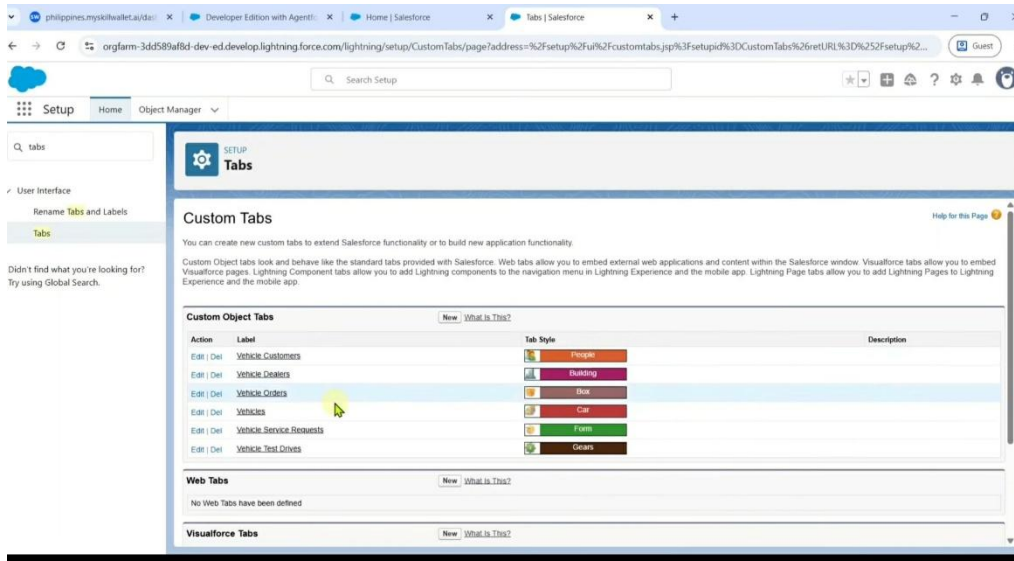 philippines.myskillwallet.ai/das
Developer Edition with Agentfo
Home | Salesforce
Tabs | Salesforce
orgfarm-3dd589af8d-dev-ed.develop.lightning.force.com/lightning/setup/CustomTabs/page?address=%2Fsetup%2Fui%2Fcustomtabs.jsp%3Fsetupid%3DCustomTabs%26retURL%3D%252Fsetup%2...
Guest
Search Setup
Setup
Home
Object Manager
tabs
SETUP
Tabs
User Interface
Rename Tabs and Labels
Tabs
Didn't find what you're looking for?
Try using Global Search.
Custom Tabs
Help for this Page
You can create new custom tabs to extend Salesforce functionality or to build new application functionality.
Custom Object tabs look and behave like the standard tabs provided with Salesforce. Web tabs allow you to embed external web applications and content within the Salesforce window. Visualforce tabs allow you to embed
Visualforce pages. Lightning Component tabs allow you to add Lightning components to the navigation menu in Lightning Experience and the mobile app. Lightning Page tabs allow you to add Lightning Pages to Lightning
Experience and the mobile app.
Custom Object Tabs New What Is This?
Action Label Tab Style Description
Edit | Del Vehicle Customers People
Edit | Del Vehicle Dealers Building
Edit | Del Vehicle Orders Box
Edit | Del Vehicles Car
Edit | Del Vehicle Service Requests Form
Edit | Del Vehicle Test Drives Gears
Web Tabs New What Is This?
No Web Tabs have been defined
Visualforce Tabs New What Is This?